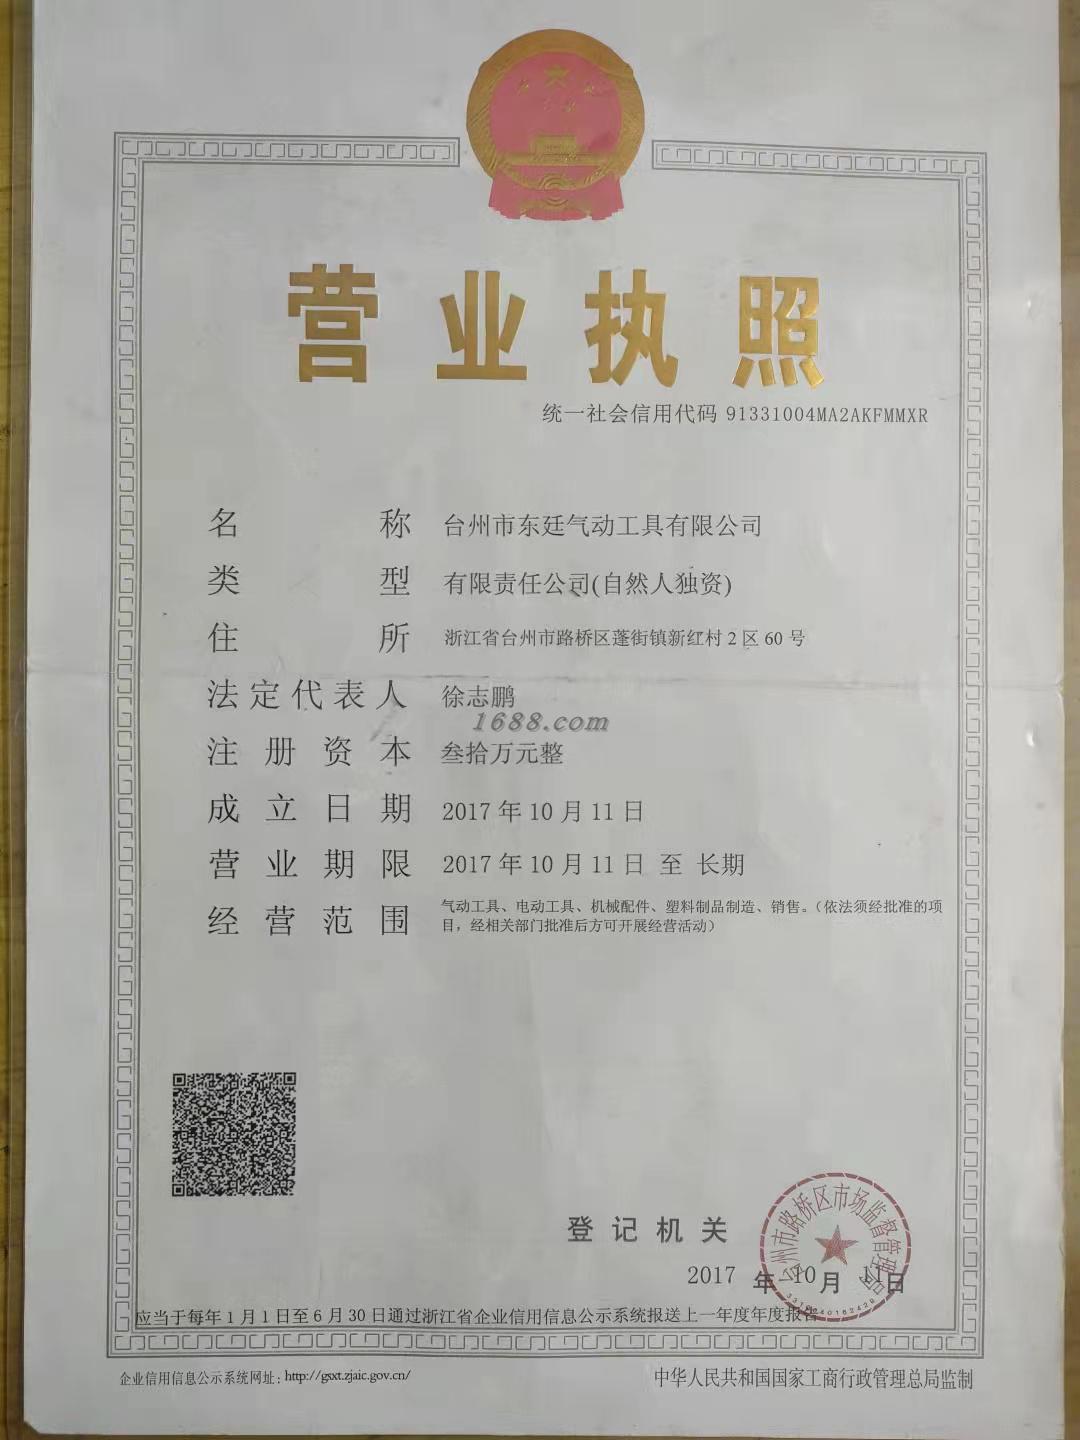 营业执照
统一社会信用代码 91331004MA2AKFMMXR
名称 台州市东廷气动工具有限公司
类型 有限责任公司(自然人独资)
住所 浙江省台州市路桥区蓬街镇新红村2区60号
法定代表人 徐志鹏
1688.com
注册资本 叁拾万元整
成立日期 2017年10月11日
营业期限 2017年10月11日 至 长期
经营范围 气动工具、电动工具、机械配件、塑料制品制造、销售。(依法须经批准的项
目,经相关部门批准后方可开展经营活动)
登记机关
台州市路桥区市场监督管理局
2017 年 10 月 11 日
应当于每年1月1日至6月30日通过浙江省企业信用信息公示系统报送上一年度年度报告
企业信用信息公示系统网址:http://gsxt.zjaic.gov.cn/
中华人民共和国国家工商行政管理总局监制